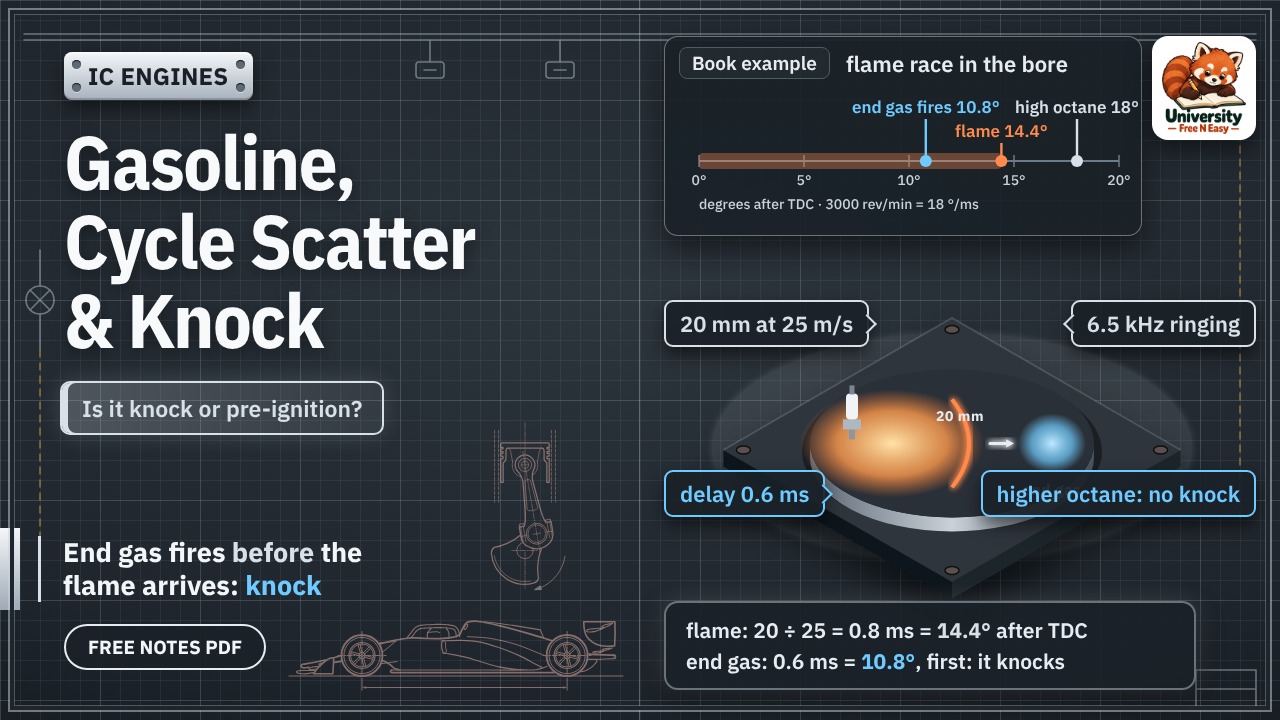 IC ENGINES
Gasoline,
Cycle Scatter
& Knock
Is it knock or pre-ignition?
End gas fires before the
flame arrives: knock
FREE NOTES PDF
Book example
flame race in the bore
end gas fires 10.8°
high octane 18°
flame 14.4°
0°
5°
10°
15°
20°
degrees after TDC · 3000 rev/min = 18 °/ms
University
Free N Easy
20 mm at 25 m/s
6.5 kHz ringing
20 mm
delay 0.6 ms
higher octane: no knock
flame: 20 ÷ 25 = 0.8 ms = 14.4° after TDC
end gas: 0.6 ms = 10.8°, first: it knocks